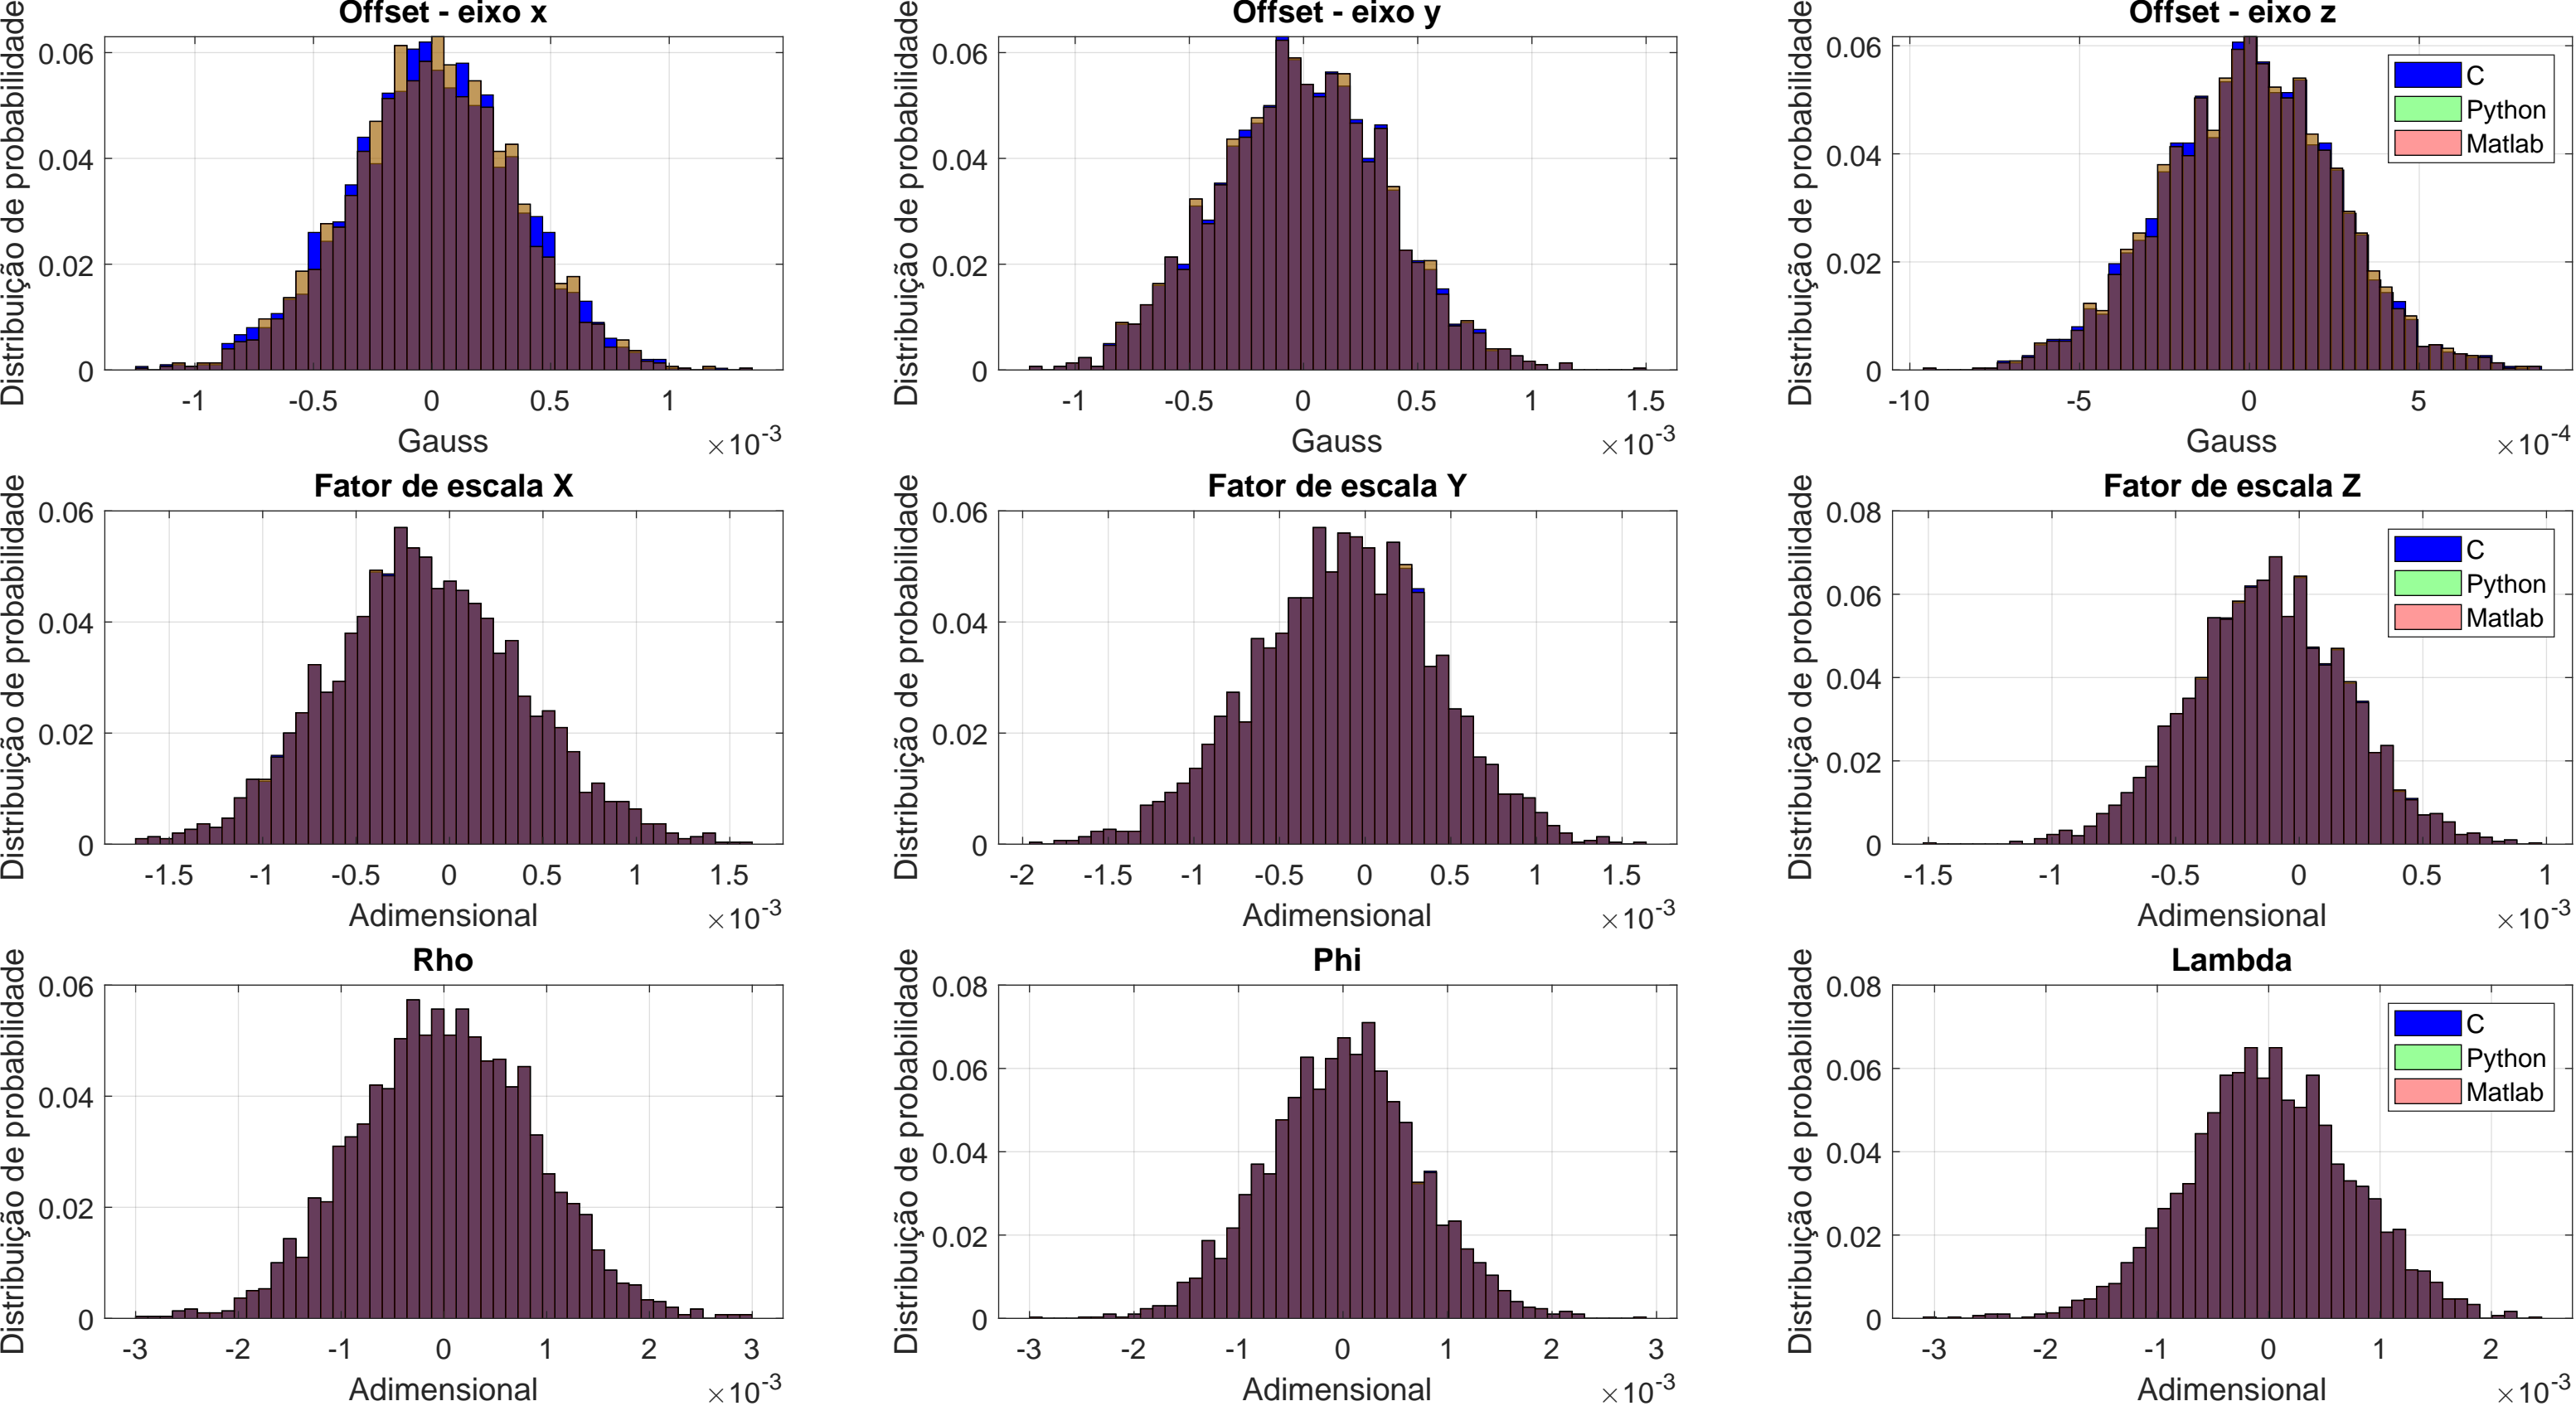 Offset - eixo x
Distribuição de probabilidade
0.06
0.04
0.02
0
-1
-0.5
0
0.5
1
Gauss
×10-3
Offset - eixo y
Distribuição de probabilidade
0.06
0.04
0.02
0
-1
-0.5
0
0.5
1
1.5
Gauss
×10-3
Offset - eixo z
Distribuição de probabilidade
0.06
0.04
0.02
0
-10
-5
0
5
Gauss
×10-4
C
Python
Matlab
Fator de escala X
Distribuição de probabilidade
0.06
0.04
0.02
0
-1.5
-1
-0.5
0
0.5
1
1.5
Adimensional
×10-3
Fator de escala Y
Distribuição de probabilidade
0.06
0.04
0.02
0
-2
-1.5
-1
-0.5
0
0.5
1
1.5
Adimensional
×10-3
Fator de escala Z
Distribuição de probabilidade
0.08
0.06
0.04
0.02
0
-1.5
-1
-0.5
0
0.5
1
Adimensional
×10-3
C
Python
Matlab
Rho
Distribuição de probabilidade
0.06
0.04
0.02
0
-3
-2
-1
0
1
2
3
Adimensional
×10-3
Phi
Distribuição de probabilidade
0.08
0.06
0.04
0.02
0
-3
-2
-1
0
1
2
3
Adimensional
×10-3
Lambda
Distribuição de probabilidade
0.08
0.06
0.04
0.02
0
-3
-2
-1
0
1
2
Adimensional
×10-3
C
Python
Matlab